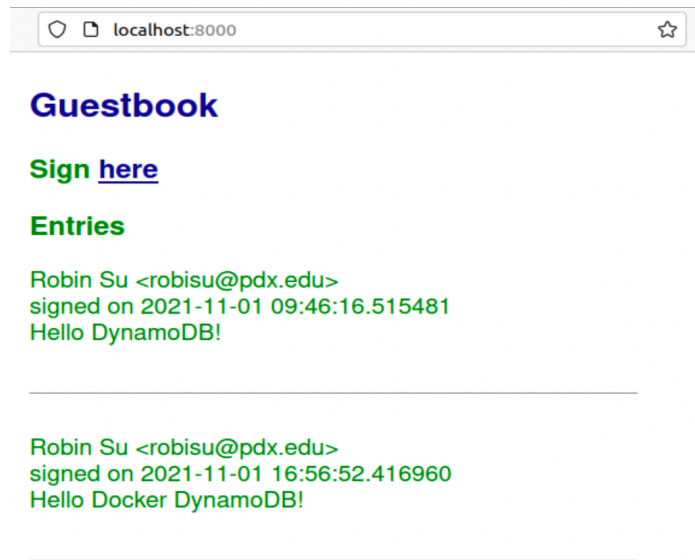 localhost:8000
Guestbook
Sign here
Entries
Robin Su <robisu@pdx.edu>
signed on 2021-11-01 09:46:16.515481
Hello DynamoDB!
Robin Su <robisu@pdx.edu>
signed on 2021-11-01 16:56:52.416960
Hello Docker DynamoDB!